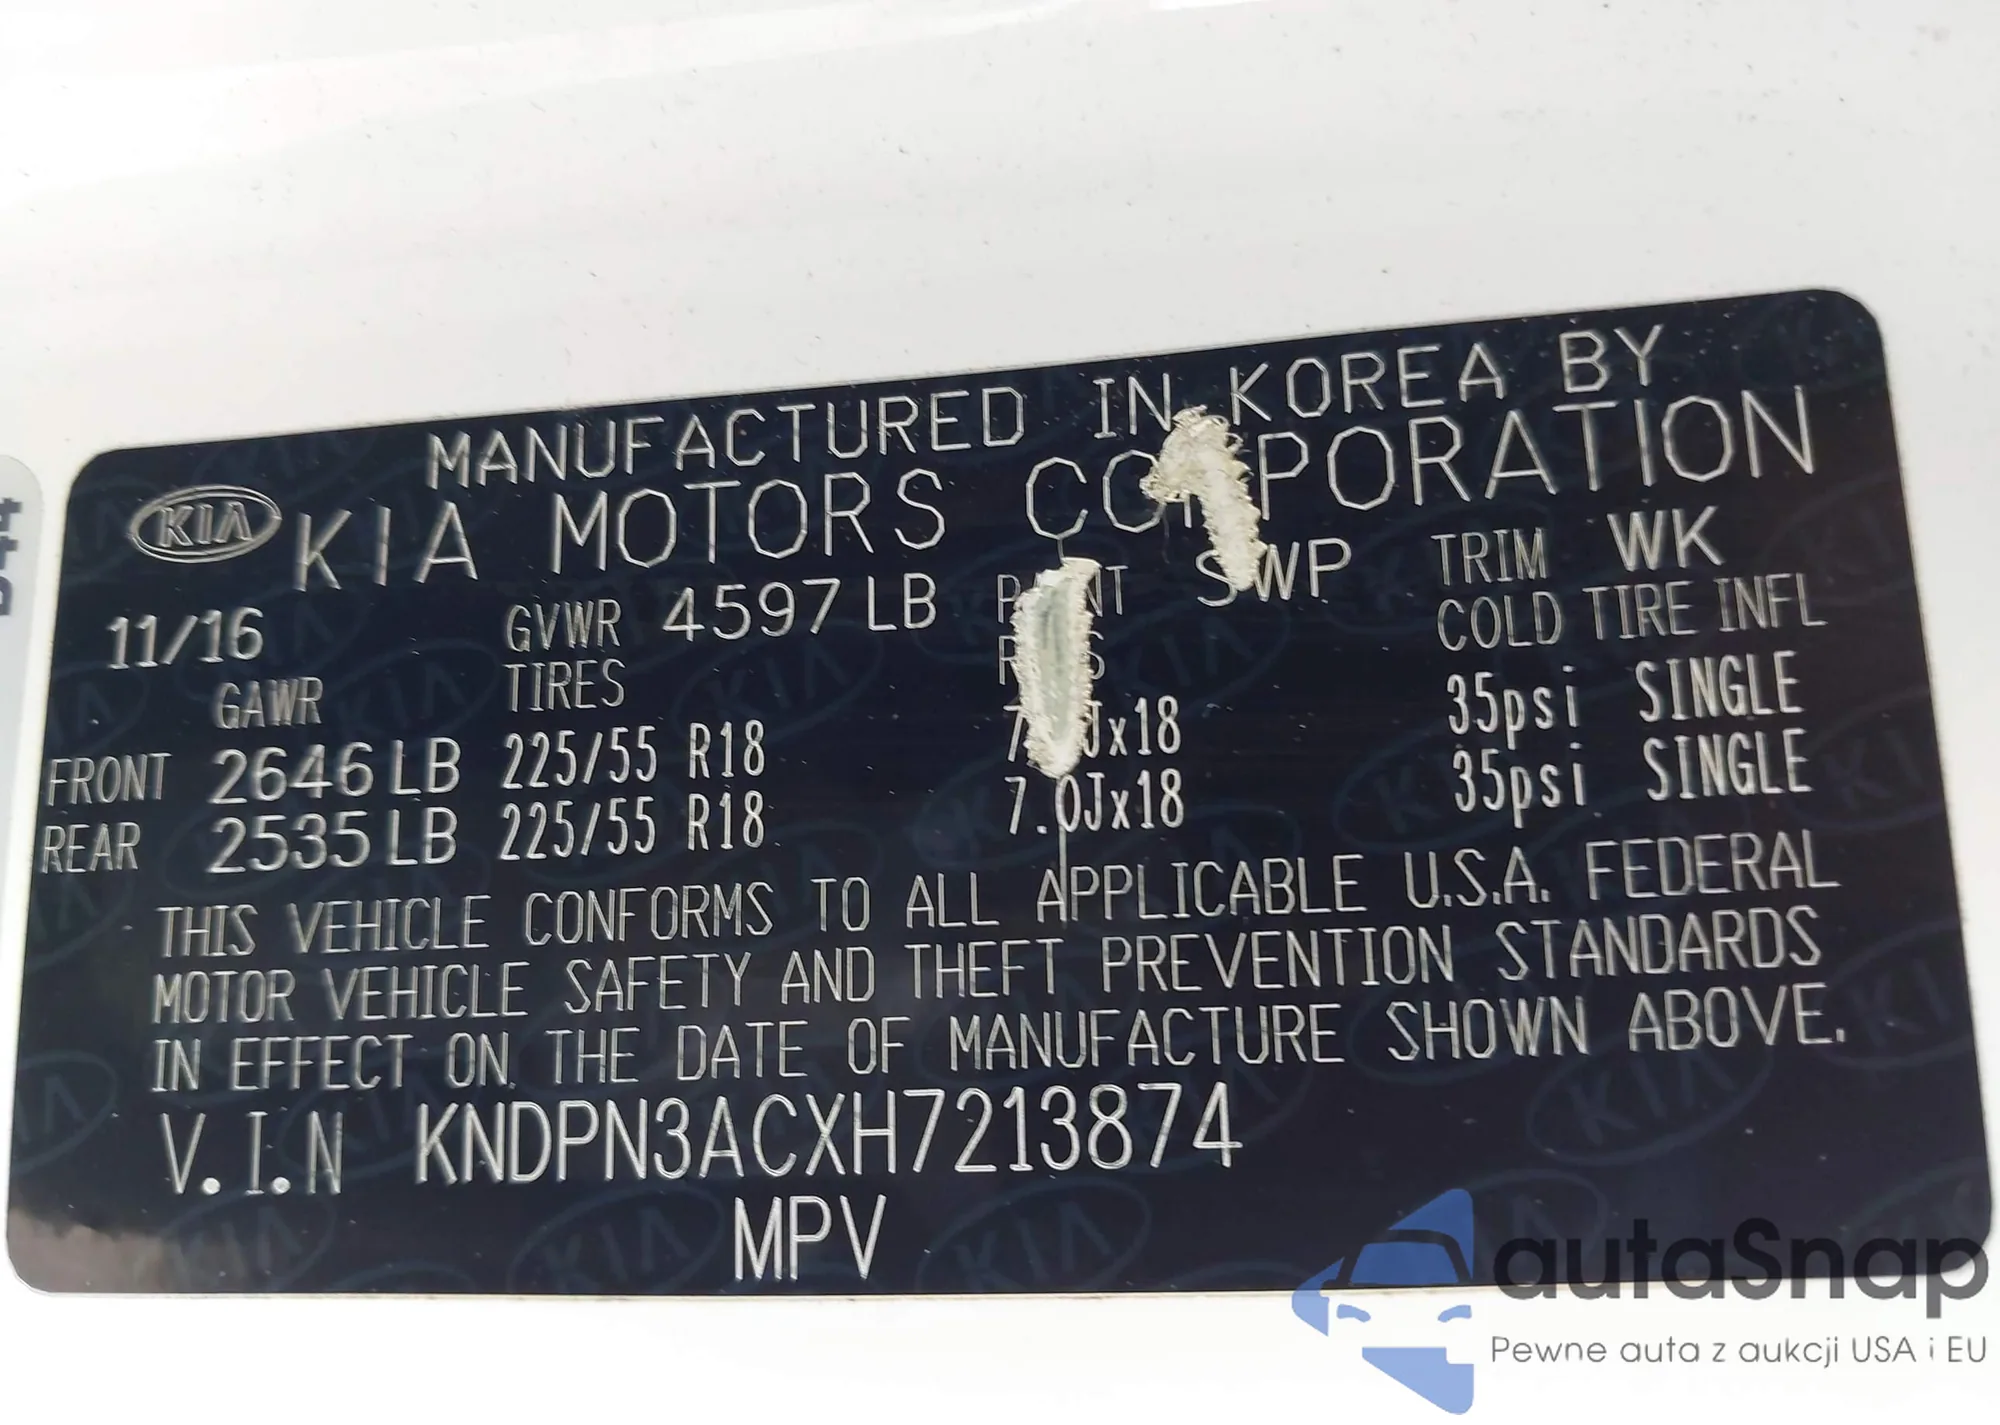 MANUFACTURED IN KOREA BY
KIA KIA MOTORS CORPORATION
11/16 GVWR 4597 LB PAINT SWP TRIM WK
GAWR TIRES COLD TIRE INFL
FRONT 2646 LB 225/55 R18 Jx18 35psi SINGLE
REAR 2535 LB 225/55 R18 7.0Jx18 35psi SINGLE
THIS VEHICLE CONFORMS TO ALL APPLICABLE U.S.A. FEDERAL
MOTOR VEHICLE SAFETY AND THEFT PREVENTION STANDARDS
IN EFFECT ON THE DATE OF MANUFACTURE SHOWN ABOVE.
V.I.N KNDPN3ACXH7213874
MPV
autaSnap
Pewne auta z aukcji USA i EU